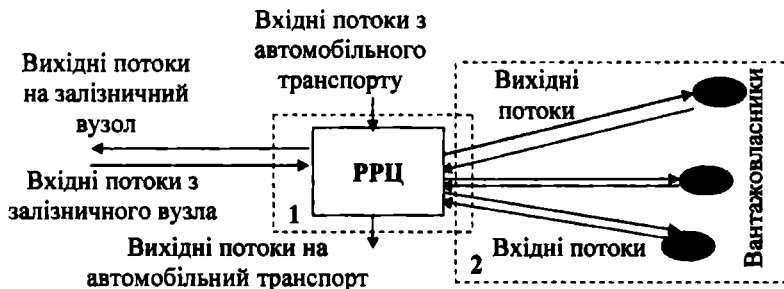 Вхідні потоки з
автомобільного
транспорту
Вихідні потоки
на залізничний
вузол
Вихідні
потоки
РРЦ
Вхідні потоки з
залізничного вузла
1
Вихідні потоки на
автомобільний транспорт
Вхідні потоки
2
Вантажовласники